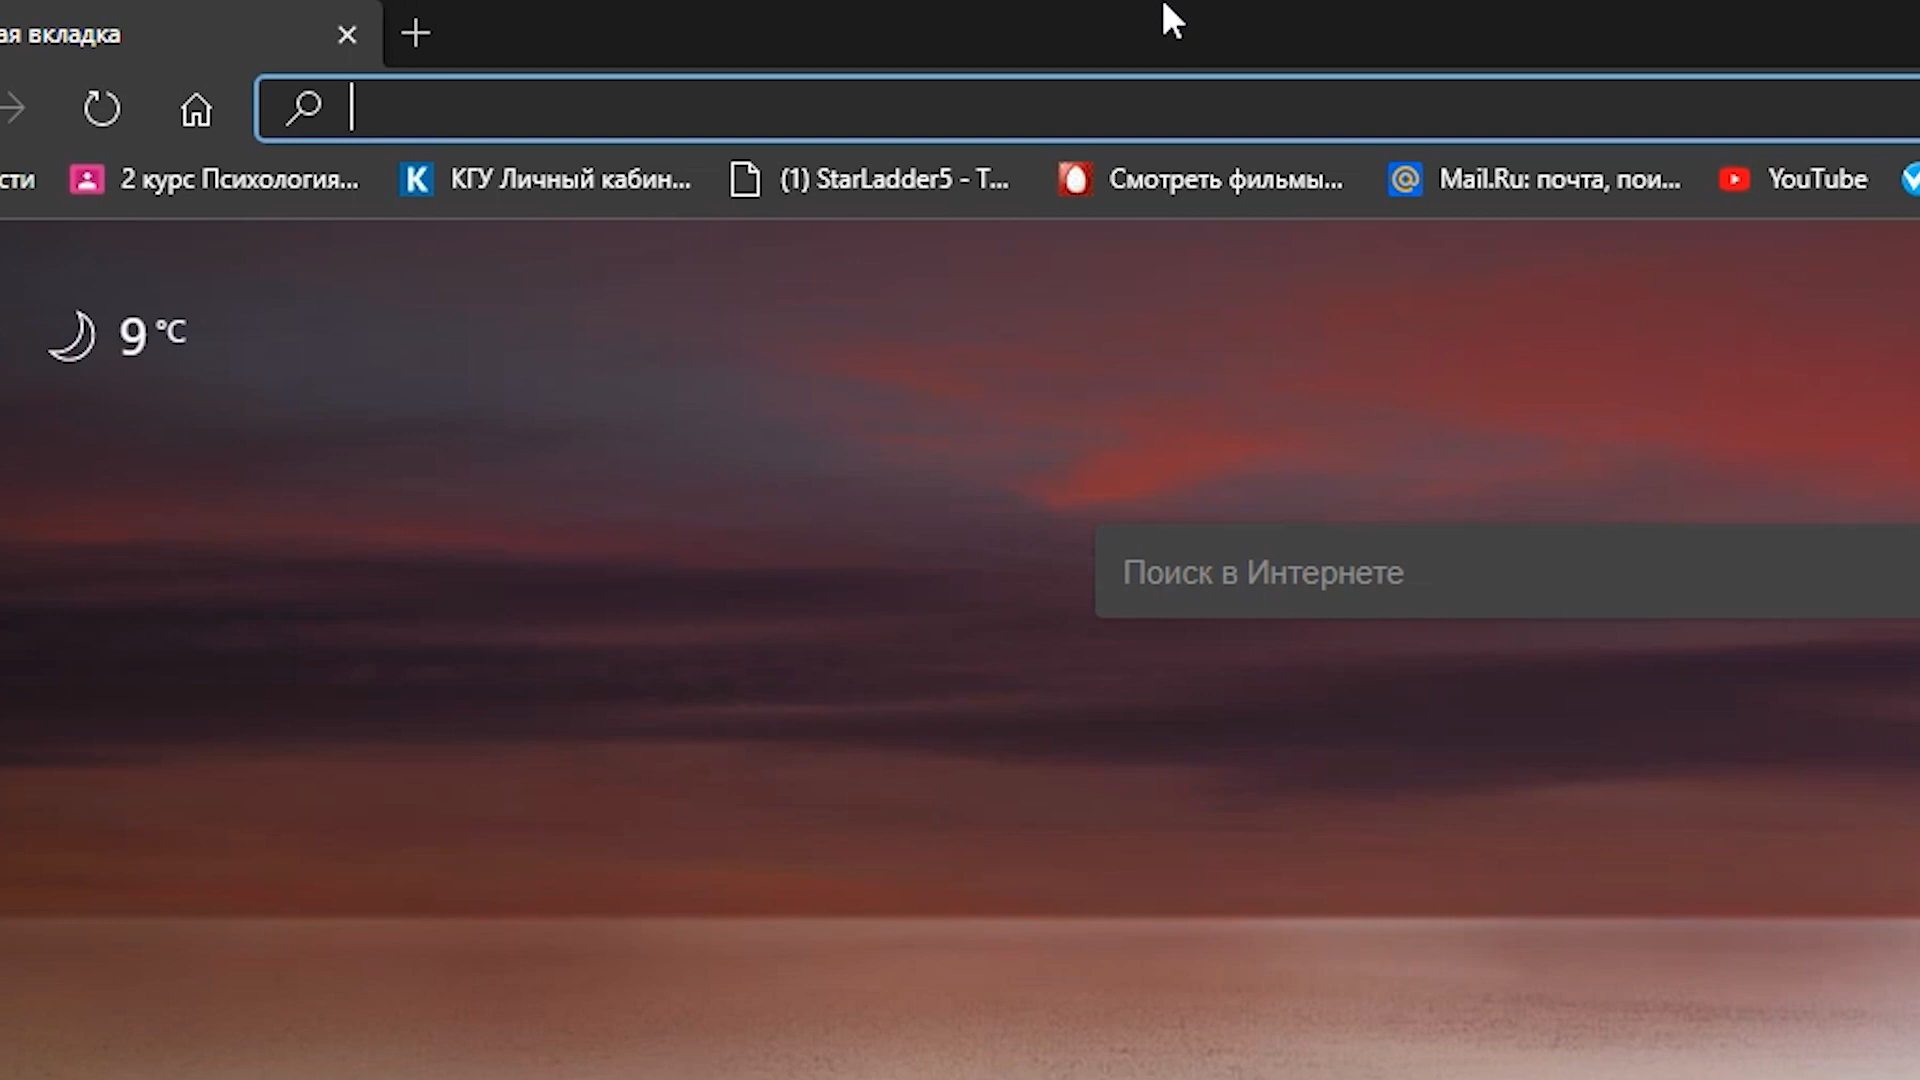 ая вкладка
сти 2 курс Психология... КГУ Личный кабин... (1) StarLadder5 - T... Смотреть фильмы... Mail.Ru: почта, пои... YouTube
9 °C
Поиск в Интернете